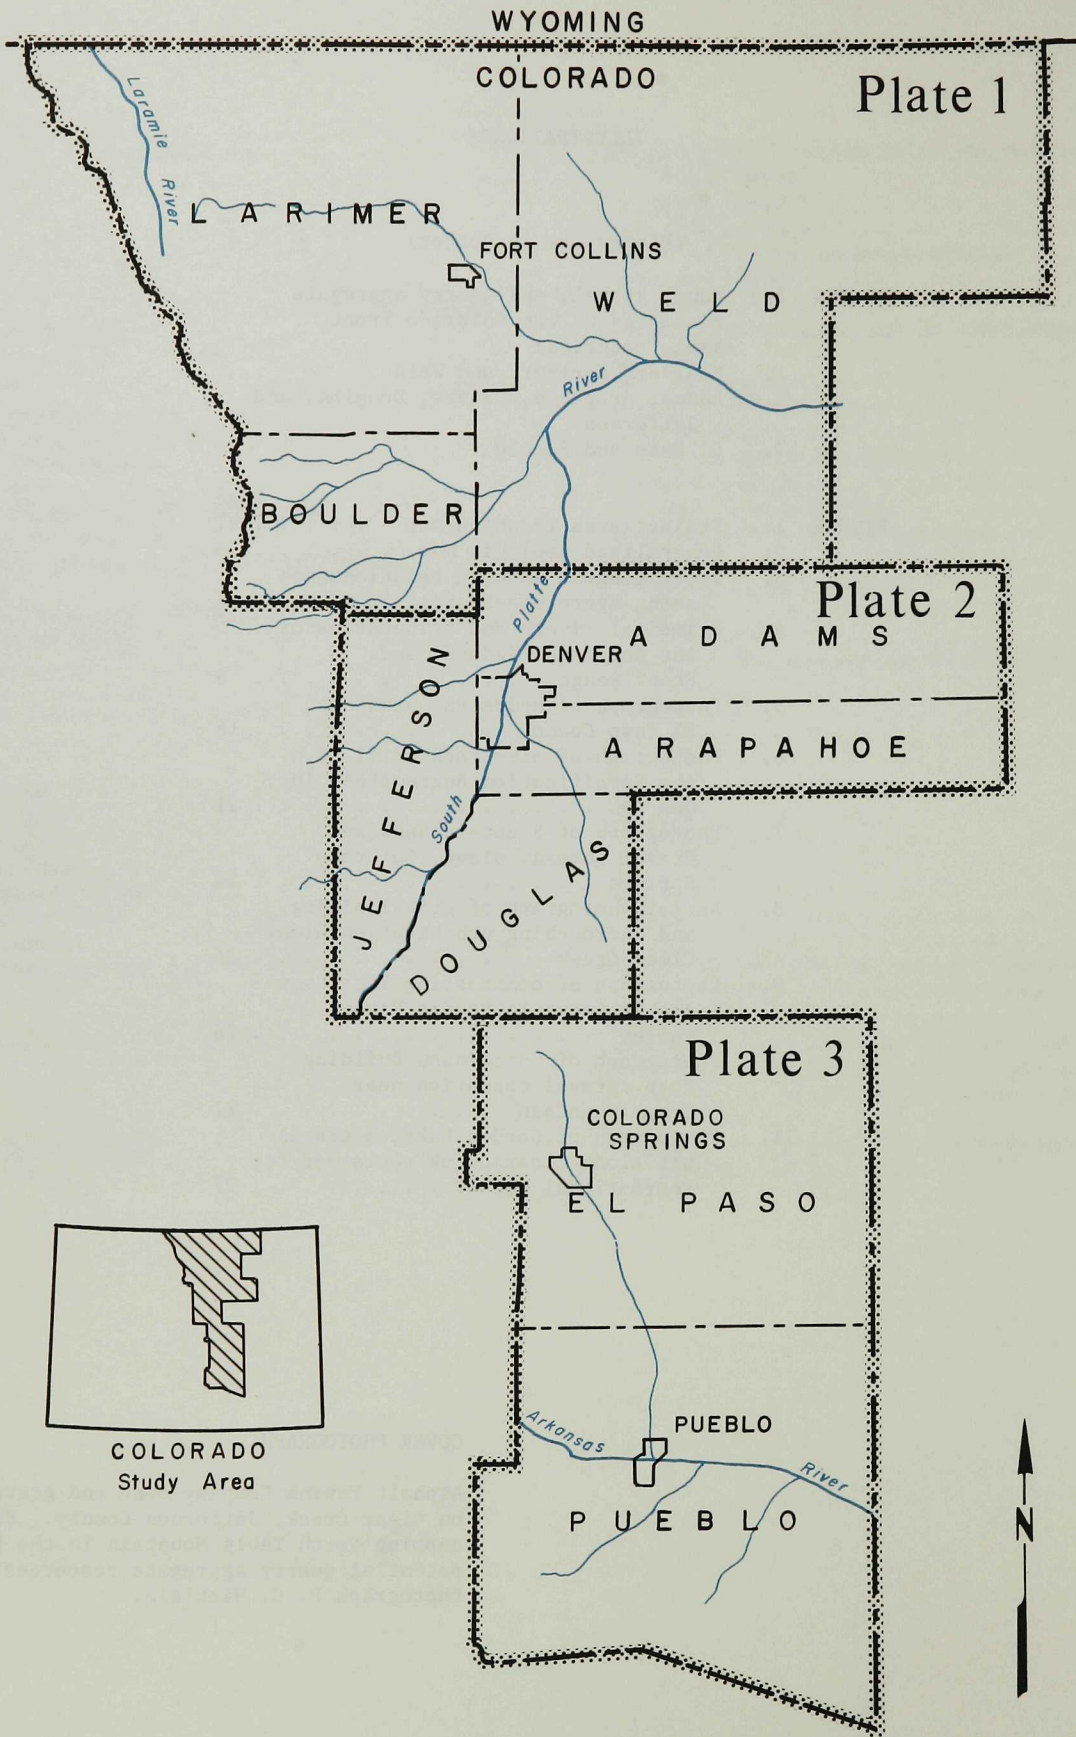 WYOMING
COLORADO
Plate 1
Laramie River
LARIMER
FORT COLLINS
WELD
River
BOULDER
Platte
Plate 2
ADAMS
DENVER
JEFFERSON
ARAPAHOE
South
DOUGLAS
Plate 3
COLORADO
SPRINGS
EL PASO
COLORADO
Study Area
Arkansas
PUEBLO
River
PUEBLO
N